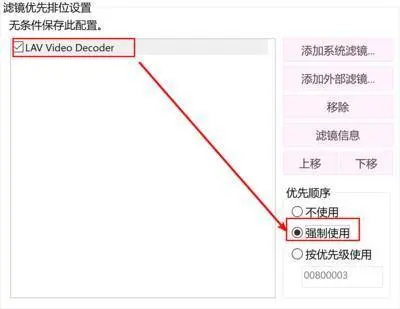 滤镜优先排位设置
无条件保存此配置。
LAV Video Decoder
添加系统滤镜...
添加外部滤镜...
移除
滤镜信息
上移
下移
优先顺序
不使用
强制使用
按优先级使用
00800003